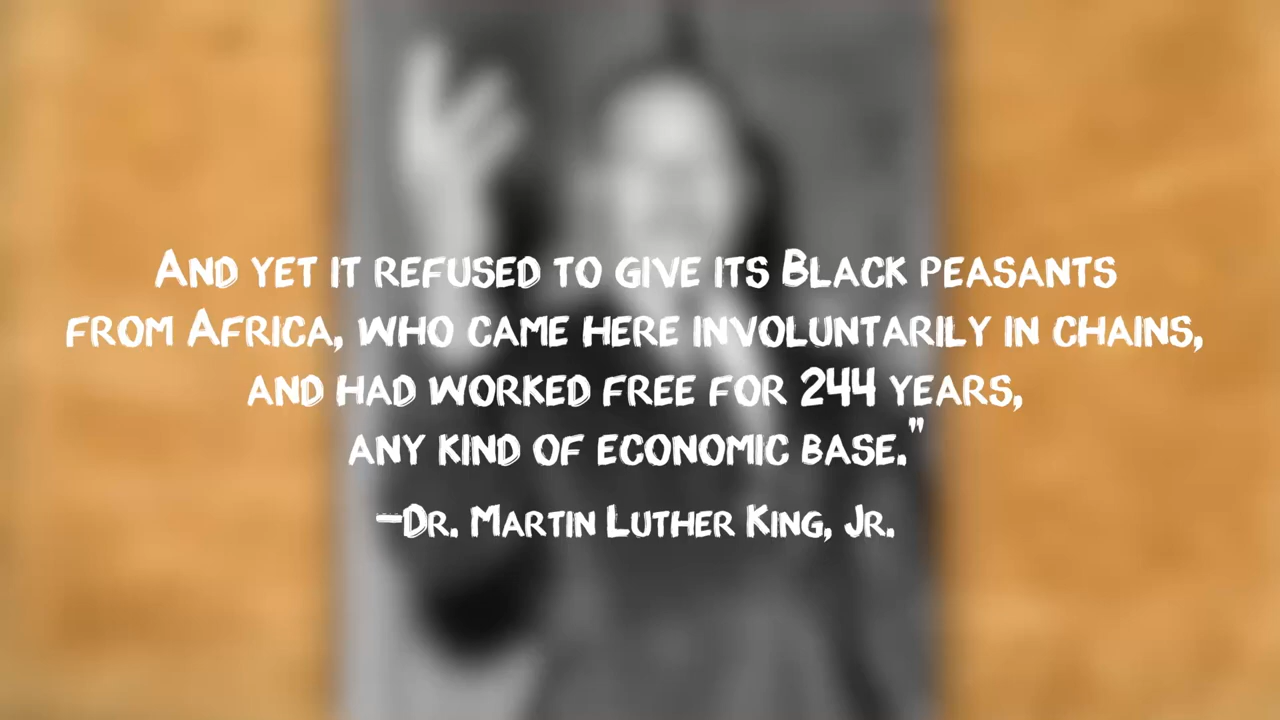 And yet it refused to give its Black peasants
from Africa, who came here involuntarily in chains,
and had worked free for 244 years,
any kind of economic base."
–Dr. Martin Luther King, Jr.